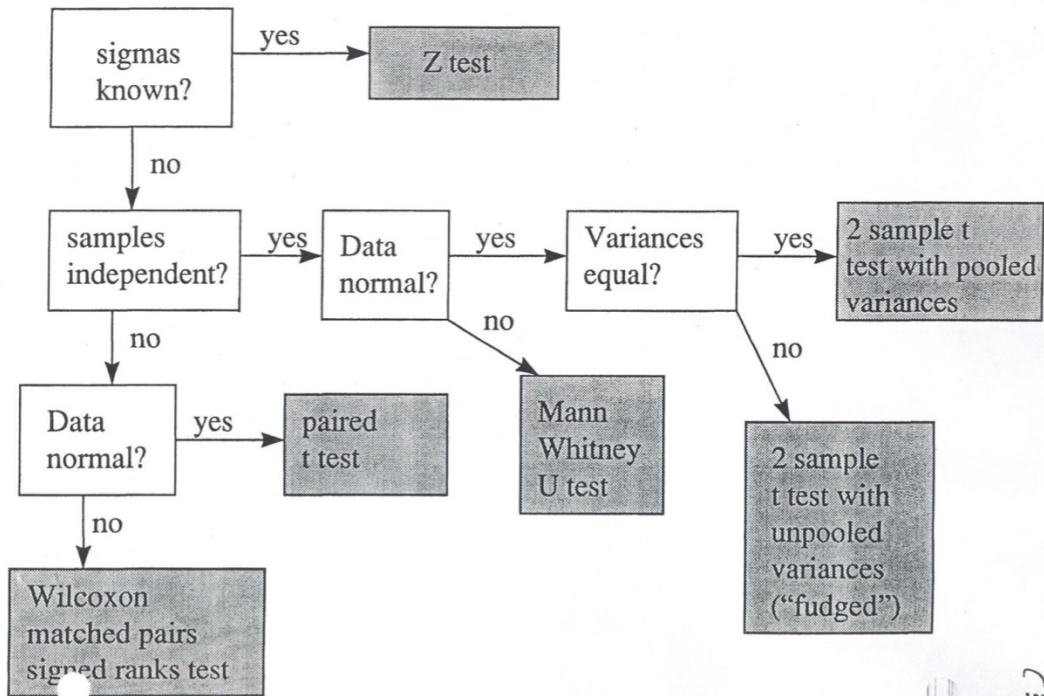 sigmas
known?
yes
Z test
no
samples
independent?
yes
Data
normal?
yes
Variances
equal?
yes
2 sample t
test with pooled
variances
no
no
no
Data
normal?
yes
paired
t test
Mann
Whitney
U test
2 sample
t test with
unpooled
variances
("fudged")
no
Wilcoxon
matched pairs
signed ranks test